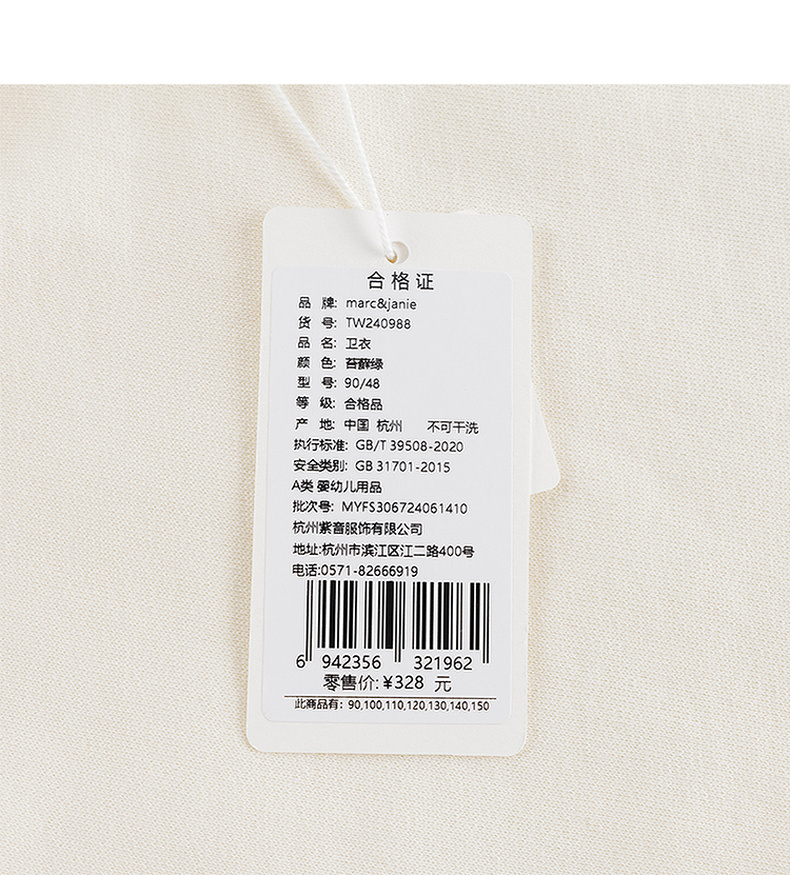 合格证
品 牌: marc&janie
货 号: TW240988
品 名: 卫衣
颜 色: 苔藓绿
型 号: 90/48
等 级: 合格品
产 地: 中国 杭州 不可干洗
执行标准: GB/T 39508-2020
安全类别: GB 31701-2015
A类 婴幼儿用品
批次号: MYFS306724061410
杭州紫音服饰有限公司
地址:杭州市滨江区江二路400号
电话:0571-82666919
6 942356 321962
零售价:¥328 元
此商品有: 90,100,110,120,130,140,150